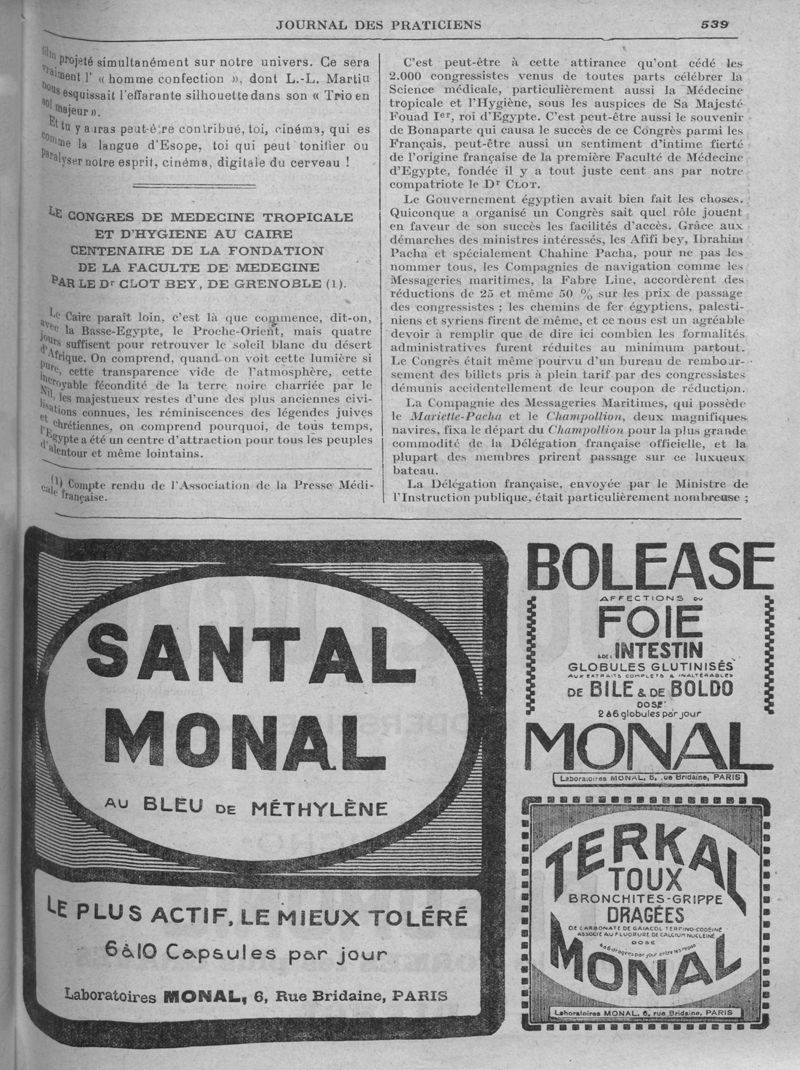 JOURNAL DES PRATICIENS
539
film projeté simultanément sur notre univers. Ce sera
vraiment l' « homme confection », dont L.-L. Martin
nous esquissait l'effarante silhouette dans son « Trio en
sol majeur ».
Et tu y auras peut-être contribué, toi, cinéma, qui es
comme la langue d'Esope, toi qui peut tonifier ou
paralyser notre esprit, cinéma, digitale du cerveau !
LE CONGRES DE MEDECINE TROPICALE
ET D'HYGIENE AU CAIRE
CENTENAIRE DE LA FONDATION
DE LA FACULTE DE MEDECINE
PAR LE Dr CLOT BEY, DE GRENOBLE (1).
Le Caire paraît loin, c'est là que commence, dit-on,
avec la Basse-Egypte, le Proche-Orient, mais quatre
jours suffisent pour retrouver le soleil blanc du désert
d'Afrique. On comprend, quand on voit cette lumière si
pure, cette transparence vide de l'atmosphère, cette
incroyable fécondité de la terre noire charriée par le
Nil, les majestueux restes d'une des plus anciennes civi-
lisations connues, les réminiscences des légendes juives
et chrétiennes, on comprend pourquoi, de tous temps,
l'Egypte a été un centre d'attraction pour tous les peuples
d'alentour et même lointains.
(1) Compte rendu de l'Association de la Presse Médi-
cale française.
C'est peut-être à cette attirance qu'ont cédé les
2.000 congressistes venus de toutes parts célébrer la
Science médicale, particulièrement aussi la Médecine
tropicale et l'Hygiène, sous les auspices de Sa Majesté
Fouad Ier, roi d'Egypte. C'est peut-être aussi le souvenir
de Bonaparte qui causa le succès de ce Congrès parmi les
Français, peut-être aussi un sentiment d'intime fierté
de l'origine française de la première Faculté de Médecine
d'Egypte, fondée il y a tout juste cent ans par notre
compatriote le Dr CLOT.
Le Gouvernement égyptien avait bien fait les choses.
Quiconque a organisé un Congrès sait quel rôle jouent
en faveur de son succès les facilités d'accès. Grâce aux
démarches des ministres intéressés, les Afifi bey, Ibrahim
Pacha et spécialement Chahine Pacha, pour ne pas les
nommer tous, les Compagnies de navigation comme les
Messageries maritimes, la Fabre Line, accordèrent des
réductions de 25 et même 50 % sur les prix de passage
des congressistes ; les chemins de fer égyptiens, palesti-
niens et syriens firent de même, et ce nous est un agréable
devoir à remplir que de dire ici combien les formalités
administratives furent réduites au minimum partout.
Le Congrès était même pourvu d'un bureau de rembour-
sement des billets pris à plein tarif par des congressistes
démunis accidentellement de leur coupon de réduction.
La Compagnie des Messageries Maritimes, qui possède
le Mariette-Pacha et le Champollion, deux magnifiques
navires, fixa le départ du Champollion pour la plus grande
commodité de la Délégation française officielle, et la
plupart des membres prirent passage sur ce luxueux
bateau.
La Délégation française, envoyée par le Ministre de
l'Instruction publique, était particulièrement nombreuse ;
SANTAL
MONAL
AU BLEU DE MÉTHYLÈNE
LE PLUS ACTIF, LE MIEUX TOLÉRÉ
6 à 10 Capsules par jour
Laboratoires MONAL, 6, Rue Bridaine, PARIS
BOLEASE
AFFECTIONS DU
FOIE
& DE L'INTESTIN
GLOBULES GLUTINISÉS
AUX EXTRAITS COMPLETS & INALTÉRABLES
DE BILE & DE BOLDO
DOSE:
2 à 6 globules par jour
MONAL
Laboratoires MONAL, 6, rue Bridaine, PARIS
TERKAL
TOUX
BRONCHITES-GRIPPE
DRAGÉES
DE CARBONATE DE GAIACOL TERPINO-CODÉINÉ
ASSOCIÉ AU FLUORURE DE CALCIUM NUCLÉINÉ
DOSE
4 à 6 dragées par jour entre les repas
MONAL
Laboratoires MONAL, 6, rue Bridaine, PARIS